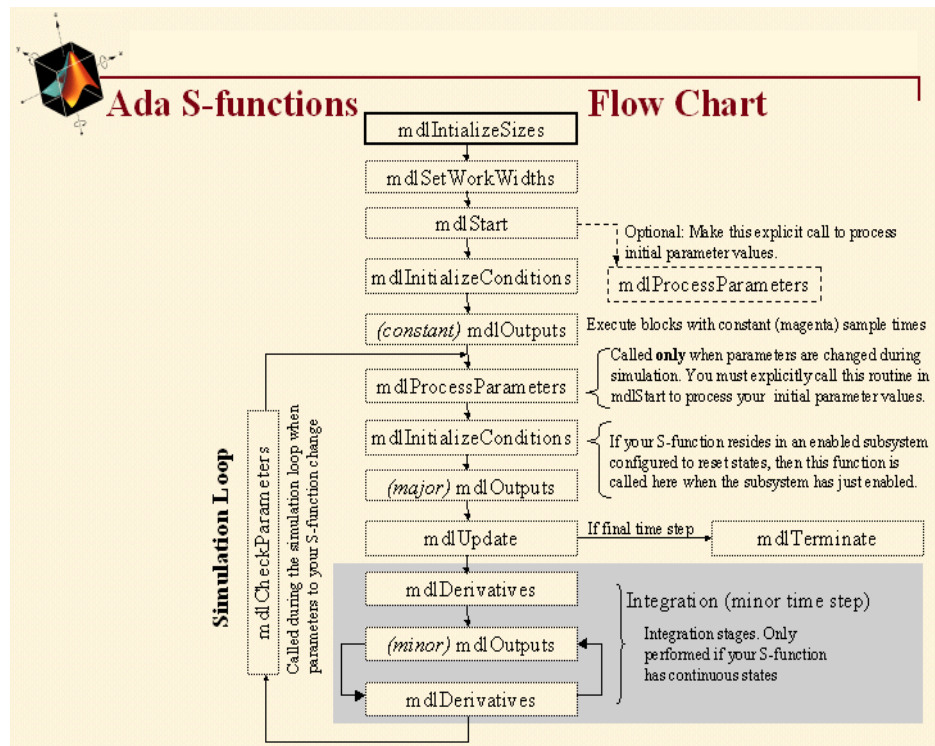 Ada S-functions Flow Chart
mdlIntializeSizes
mdlSetWorkWidths
mdlStart
Optional: Make this explicit call to process
initial parameter values.
mdlProcessParameters
mdlInitializeConditions
(constant) mdlOutputs
Execute blocks with constant (magenta) sample times
mdlProcessParameters
Called only when parameters are changed during
simulation. You must explicitly call this routine in
mdlStart to process your initial parameter values.
mdlInitializeConditions
If your S-function resides in an enabled subsystem
configured to reset states, then this function is
called here when the subsystem has just enabled.
(major) mdlOutputs
mdlUpdate
If final time step
mdlTerminate
Simulation Loop
mdlCheckParameters
Called during the simulation loop when
parameters to your S-function change
mdlDerivatives
Integration (minor time step)
(minor) mdlOutputs
Integration stages. Only
performed if your S-function
has continuous states
mdlDerivatives